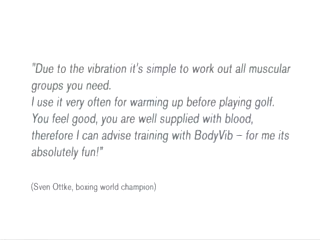 "Due to the vibration it's simple to work out all muscular
groups you need.
I use it very often for warming up before playing golf.
You feel good, you are well supplied with blood,
therefore I can advise training with BodyVib – for me its
absolutely fun!"
(Sven Ottke, boxing world champion)